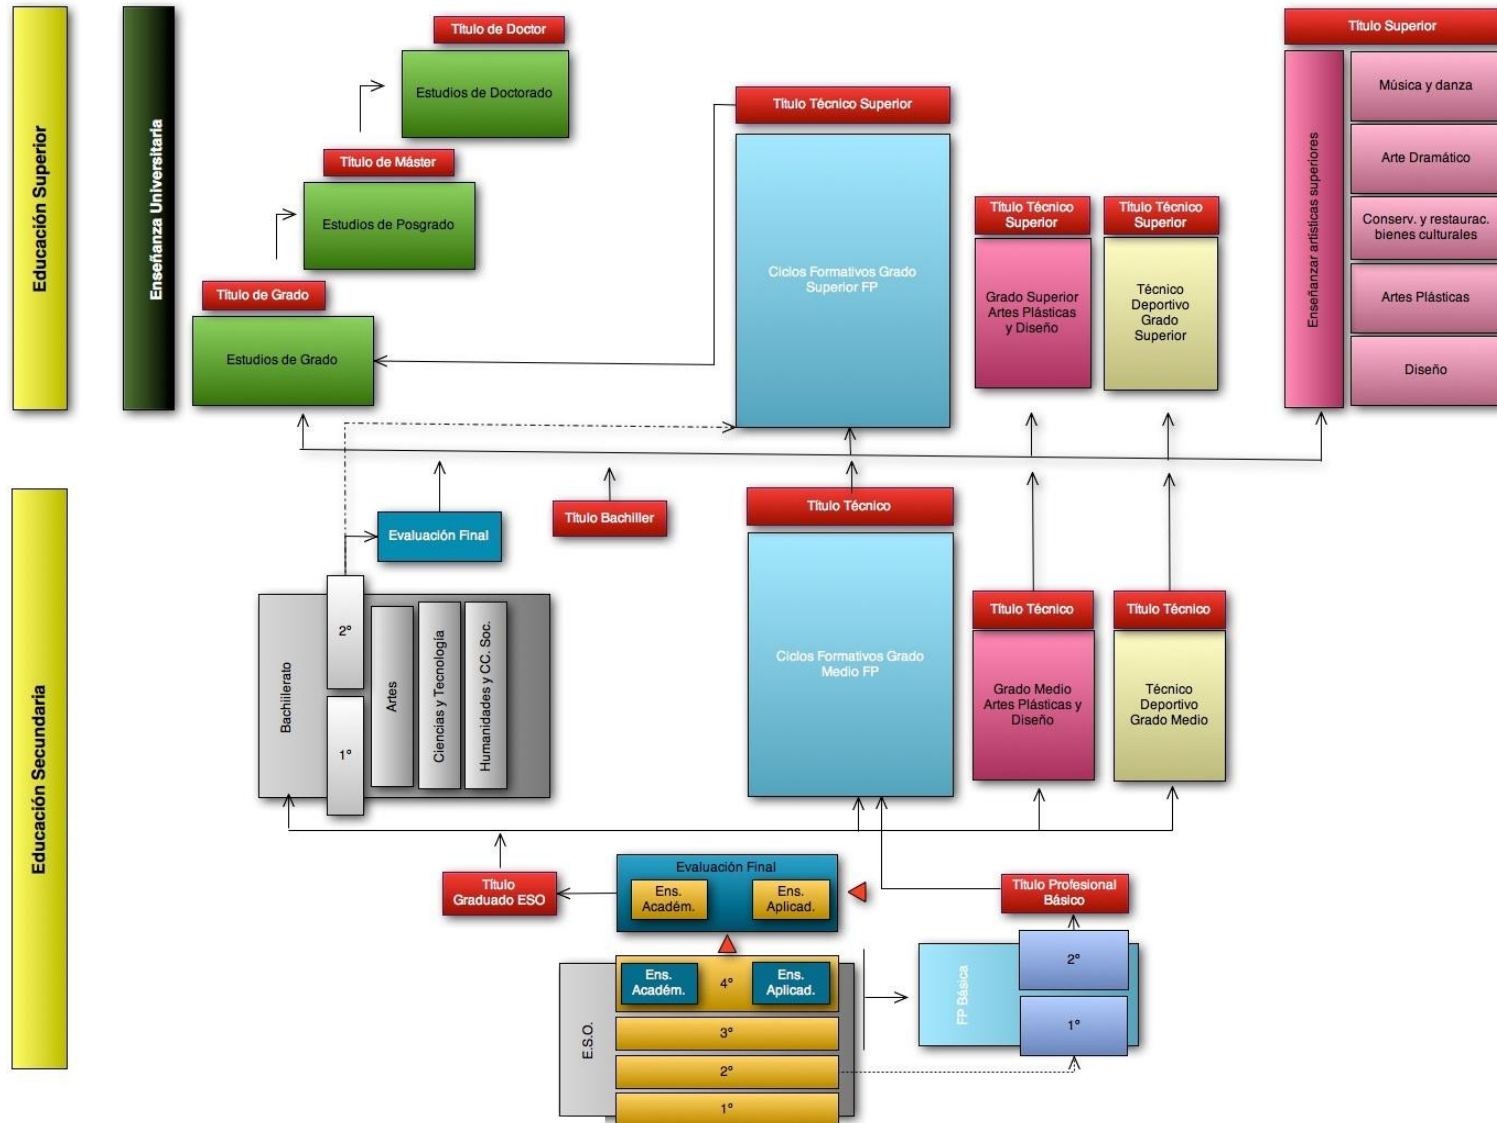 Título de Doctor
Título Superior
Estudios de Doctorado
Música y danza
Título Técnico Superior
Educación Superior
Enseñanza Universitaria
Título de Máster
Arte Dramático
Estudios de Posgrado
Título Técnico
Superior
Título Técnico
Superior
Enseñanzar artísticas superiores
Conserv. y restaurac.
bienes culturales
Ciclos Formativos Grado
Superior FP
Título de Grado
Grado Superior
Artes Plásticas
y Diseño
Técnico
Deportivo
Grado
Superior
Artes Plásticas
Estudios de Grado
Diseño
Título Bachiller
Título Técnico
Evaluación Final
Educación Secundaria
Bachiilerato
2º
1º
Artes
Ciencias y Tecnología
Humanidades y CC. Soc.
Ciclos Formativos Grado
Medio FP
Título Técnico
Título Técnico
Grado Medio
Artes Plásticas y
Diseño
Técnico
Deportivo
Grado Medio
Evaluación Final
Título
Graduado ESO
Ens.
Académ.
Ens.
Aplicad.
Título Profesional
Básico
E.S.O.
Ens.
Académ.
4º
Ens.
Aplicad.
3º
2º
1º
FP Básica
2º
1º